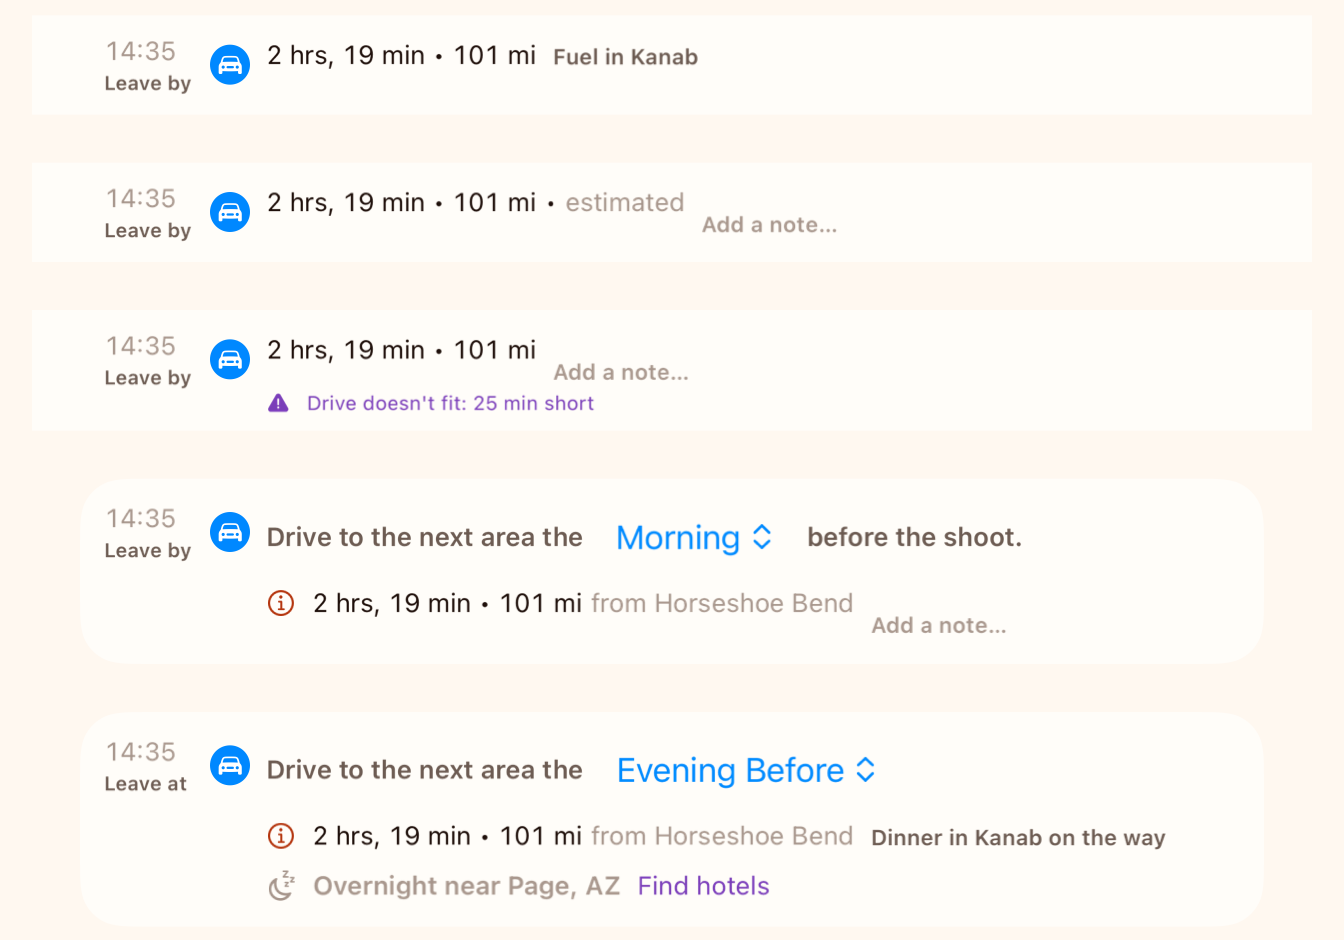 14:35 2 hrs, 19 min • 101 mi Fuel in Kanab
Leave by
14:35 2 hrs, 19 min • 101 mi • estimated
Add a note...
Leave by
14:35 2 hrs, 19 min • 101 mi
Add a note...
Leave by
Drive doesn't fit: 25 min short
14:35
Drive to the next area the Morning before the shoot.
Leave by
2 hrs, 19 min • 101 mi from Horseshoe Bend
Add a note...
14:35
Drive to the next area the Evening Before
Leave at
2 hrs, 19 min • 101 mi from Horseshoe Bend Dinner in Kanab on the way
Overnight near Page, AZ Find hotels